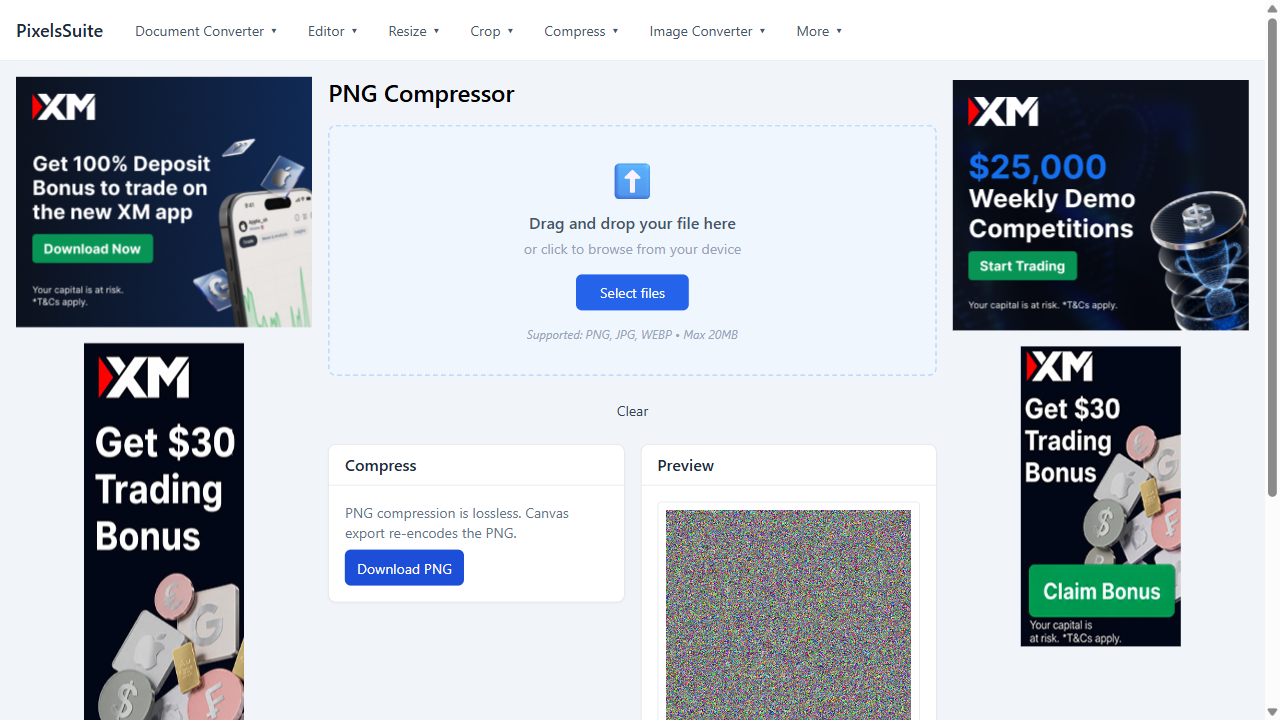 PixelsSuite
Document Converter ▼
Editor ▼
Resize ▼
Crop ▼
Compress ▼
Image Converter ▼
More ▼
XM
Get 100% Deposit
Bonus to trade on
the new XM app
Download Now
Your capital is at risk.
*T&Cs apply.
XM
Get $30
Trading
Bonus
PNG Compressor
Drag and drop your file here
or click to browse from your device
Select files
Supported: PNG, JPG, WEBP • Max 20MB
Clear
Compress
PNG compression is lossless. Canvas
export re-encodes the PNG.
Download PNG
Preview
XM
$25,000
Weekly Demo
Competitions
Start Trading
Your capital is at risk. *T&Cs apply.
XM
Get $30
Trading
Bonus
Claim Bonus
Your capital is
at risk. *T&Cs apply.